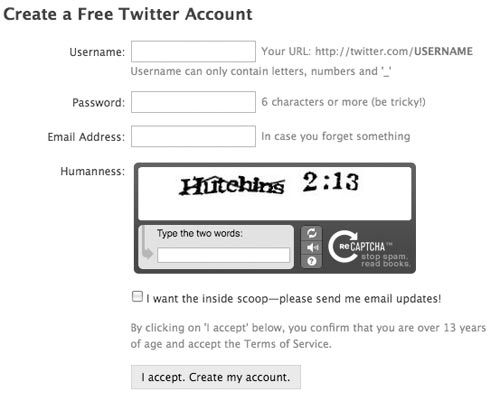 Create a Free Twitter Account
Username: Your URL: http://twitter.com/USERNAME
Username can only contain letters, numbers and '_'
Password: 6 characters or more (be tricky!)
Email Address: In case you forget something
Humanness:
Hutchins 2:13
Type the two words:
reCAPTCHA™
stop spam.
read books.
I want the inside scoop—please send me email updates!
By clicking on 'I accept' below, you confirm that you are over 13 years
of age and accept the Terms of Service.
I accept. Create my account.